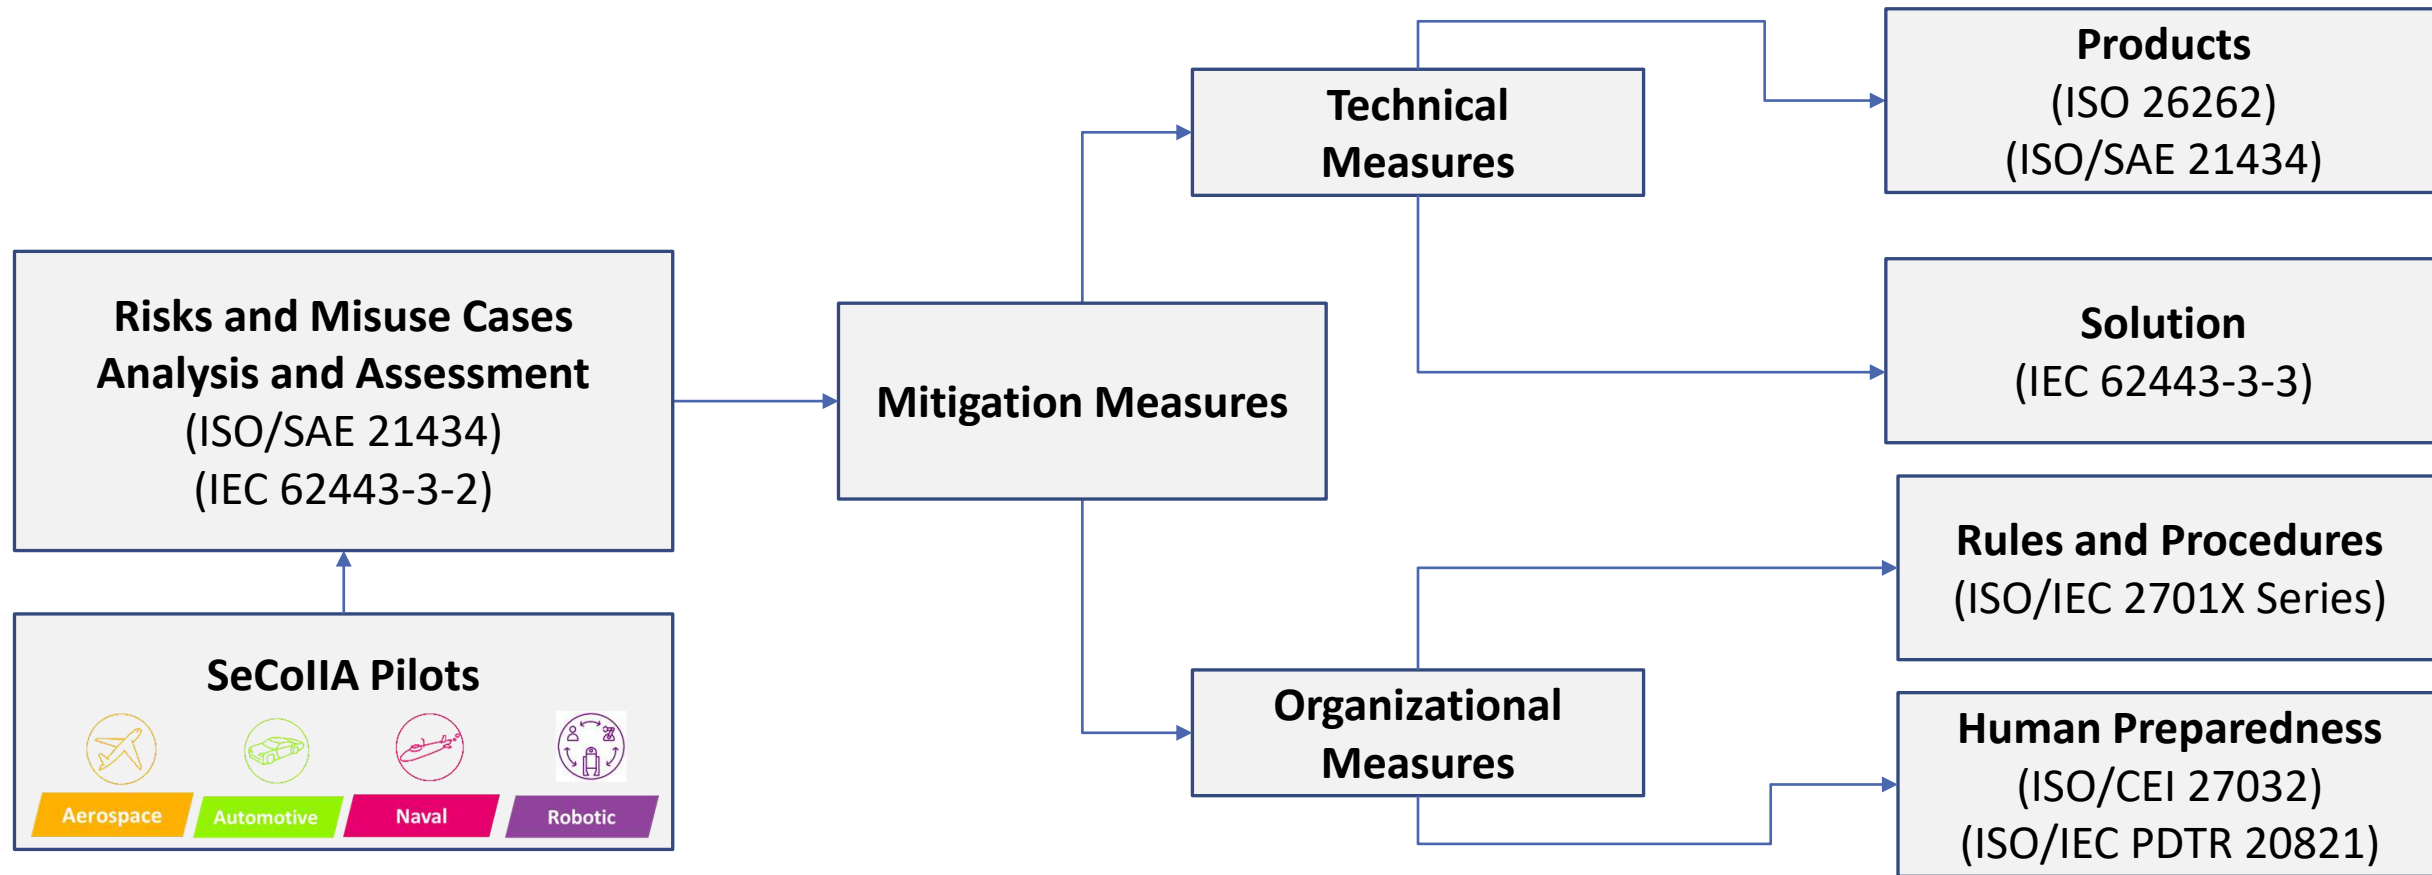 Risks and Misuse Cases
Analysis and Assessment
(ISO/SAE 21434)
(IEC 62443-3-2)
SeCoIIA Pilots
Aerospace
Automotive
Naval
Robotic
Mitigation Measures
Technical
Measures
Organizational
Measures
Products
(ISO 26262)
(ISO/SAE 21434)
Solution
(IEC 62443-3-3)
Rules and Procedures
(ISO/IEC 2701X Series)
Human Preparedness
(ISO/CEI 27032)
(ISO/IEC PDTR 20821)